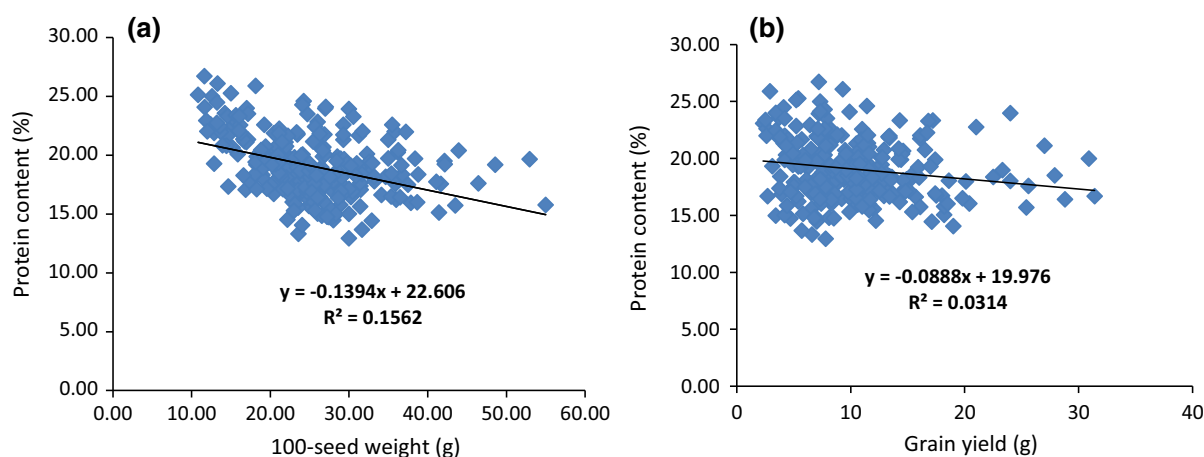 (a)
30.00
25.00
20.00
15.00
10.00
5.00
0.00
Protein content (%)
y = -0.1394x + 22.606
R² = 0.1562
0.00 10.00 20.00 30.00 40.00 50.00 60.00
100-seed weight (g)
(b)
30.00
25.00
20.00
15.00
10.00
5.00
0.00
Protein content (%)
y = -0.0888x + 19.976
R² = 0.0314
0 10 20 30 40
Grain yield (g)